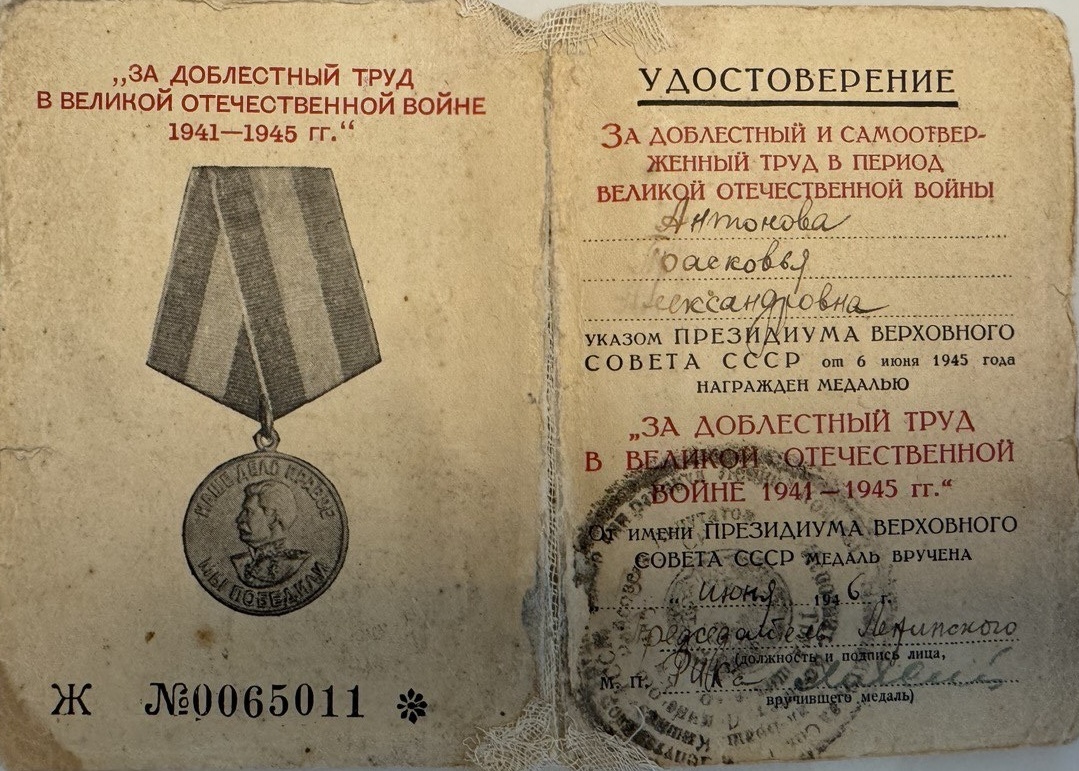 „ЗА ДОБЛЕСТНЫЙ ТРУД
В ВЕЛИКОЙ ОТЕЧЕСТВЕННОЙ ВОЙНЕ
1941—1945 гг.“
НАШЕ ДЕЛО ПРАВОЕ
МЫ ПОБЕДИЛИ
Ж №0065011
УДОСТОВЕРЕНИЕ
ЗА ДОБЛЕСТНЫЙ И САМООТВЕР-
ЖЕННЫЙ ТРУД В ПЕРИОД
ВЕЛИКОЙ ОТЕЧЕСТВЕННОЙ ВОЙНЫ
Антонова
Прасковья
Александровна
УКАЗОМ ПРЕЗИДИУМА ВЕРХОВНОГО
СОВЕТА СССР от 6 июня 1945 года
НАГРАЖДЕН МЕДАЛЬЮ
„ЗА ДОБЛЕСТНЫЙ ТРУД
В ВЕЛИКОЙ ОТЕЧЕСТВЕННОЙ
ВОЙНЕ 1941—1945 гг.“
От имени ПРЕЗИДИУМА ВЕРХОВНОГО
СОВЕТА СССР МЕДАЛЬ ВРУЧЕНА
„ июня 1946 г.
Председатель Ленинского
(должность и подпись лица,
М. П. РИКа
вручившего медаль)